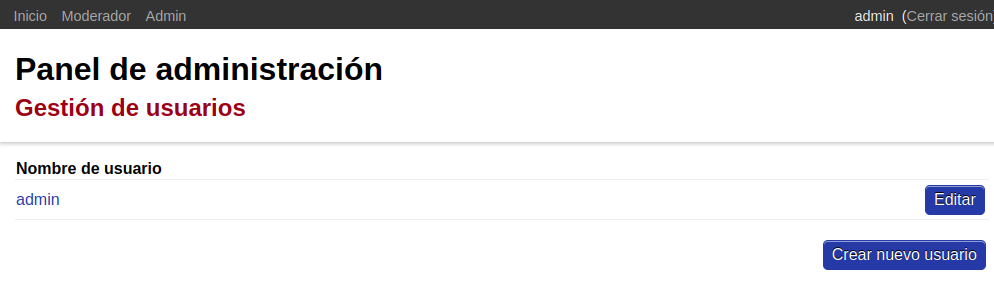 Inicio Moderador Admin admin (Cerrar sesión)
Panel de administración
Gestión de usuarios
Nombre de usuario
admin Editar
Crear nuevo usuario